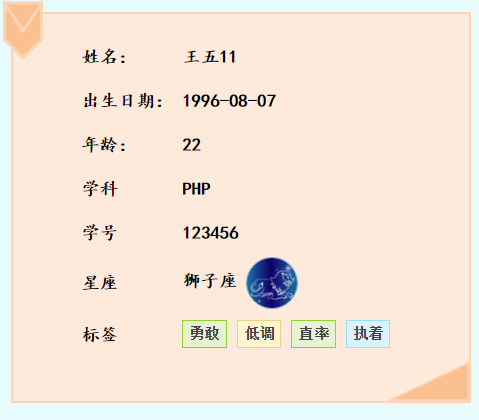 姓名： 王五11
出生日期： 1996-08-07
年龄： 22
学科 PHP
学号 123456
星座 狮子座
标签 勇敢 低调 直率 执着